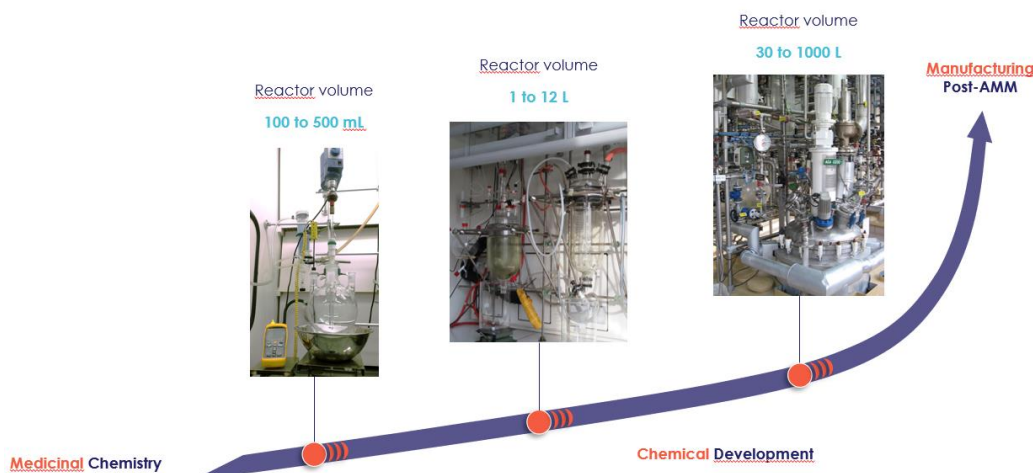 Reactor volume
30 to 1000 L
Reactor volume
1 to 12 L
Reactor volume
100 to 500 mL
Manufacturing
Post-AMM
Medicinal Chemistry
Chemical Development